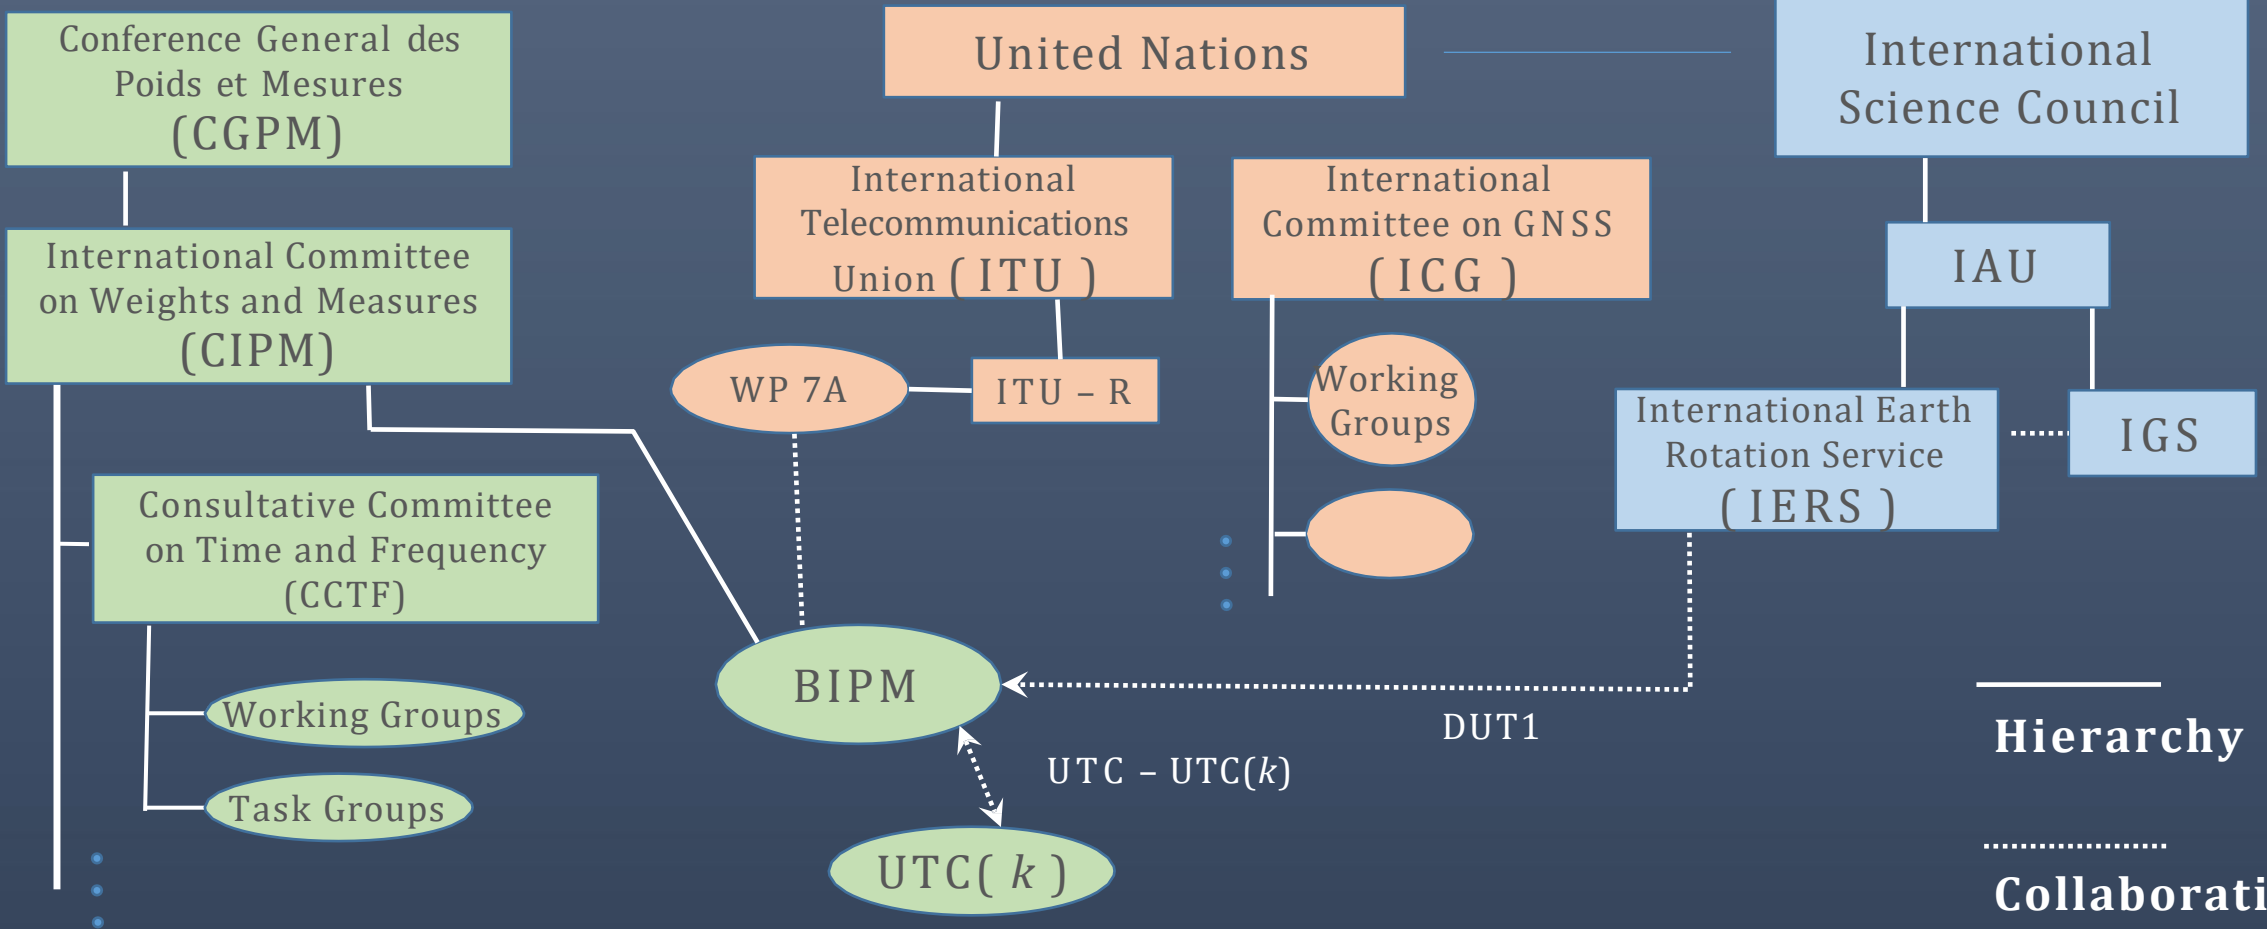 Conference General des
Poids et Mesures
(CGPM)
United Nations
International
Science Council
International
Telecommunications
Union ( ITU )
International
Committee on GNSS
( ICG )
International Committee
on Weights and Measures
(CIPM)
IAU
WP 7A
ITU – R
Working
Groups
International Earth
Rotation Service
( IERS )
IGS
Consultative Committee
on Time and Frequency
(CCTF)
BIPM
Working Groups
DUT1
Hierarchy
UTC – UTC(k)
Task Groups
UTC( k )
Collaborati